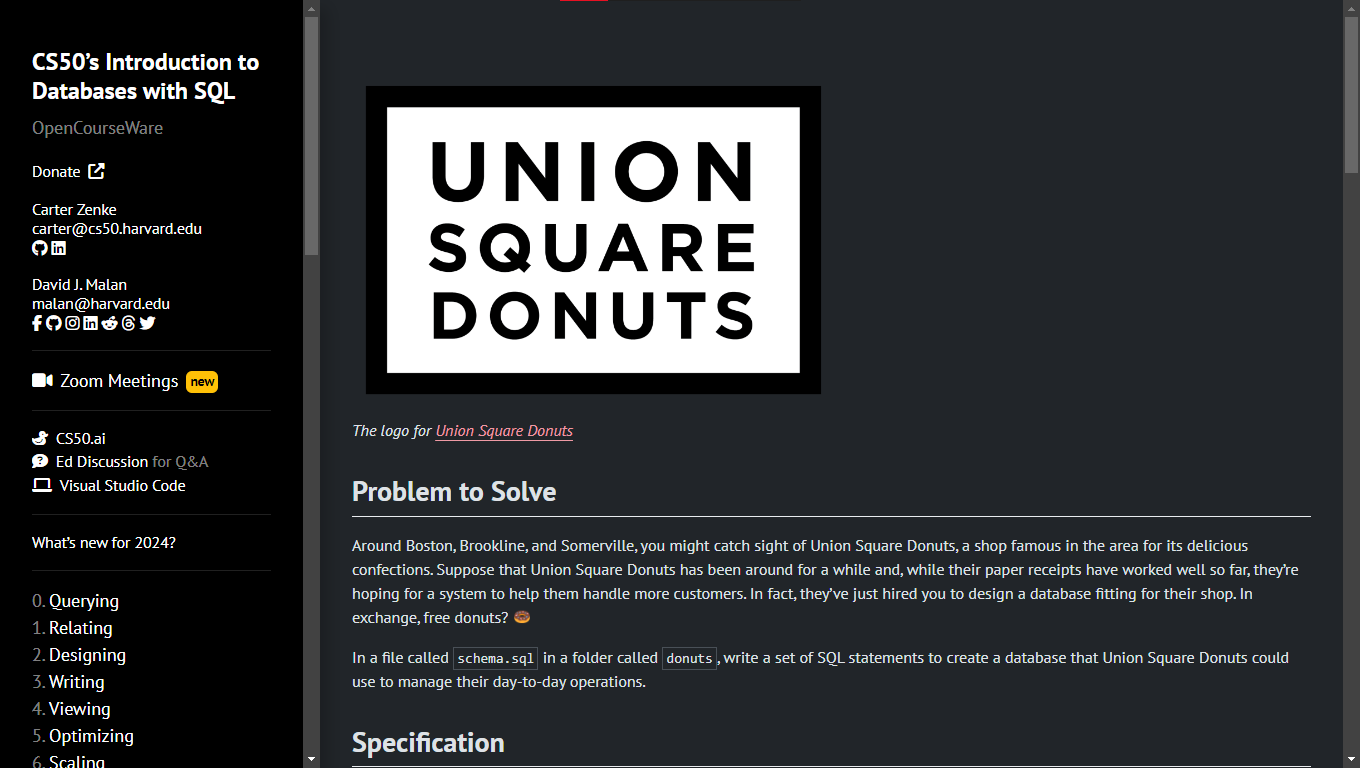 CS50’s Introduction to
Databases with SQL
OpenCourseWare
Donate
Carter Zenke
carter@cs50.harvard.edu
David J. Malan
malan@harvard.edu
Zoom Meetings new
CS50.ai
Ed Discussion for Q&A
Visual Studio Code
What’s new for 2024?
0. Querying
1. Relating
2. Designing
3. Writing
4. Viewing
5. Optimizing
6. Scaling
UNION
SQUARE
DONUTS
The logo for Union Square Donuts
Problem to Solve
Around Boston, Brookline, and Somerville, you might catch sight of Union Square Donuts, a shop famous in the area for its delicious
confections. Suppose that Union Square Donuts has been around for a while and, while their paper receipts have worked well so far, they’re
hoping for a system to help them handle more customers. In fact, they’ve just hired you to design a database fitting for their shop. In
exchange, free donuts? 🍩
In a file called schema.sql in a folder called donuts, write a set of SQL statements to create a database that Union Square Donuts could
use to manage their day-to-day operations.
Specification